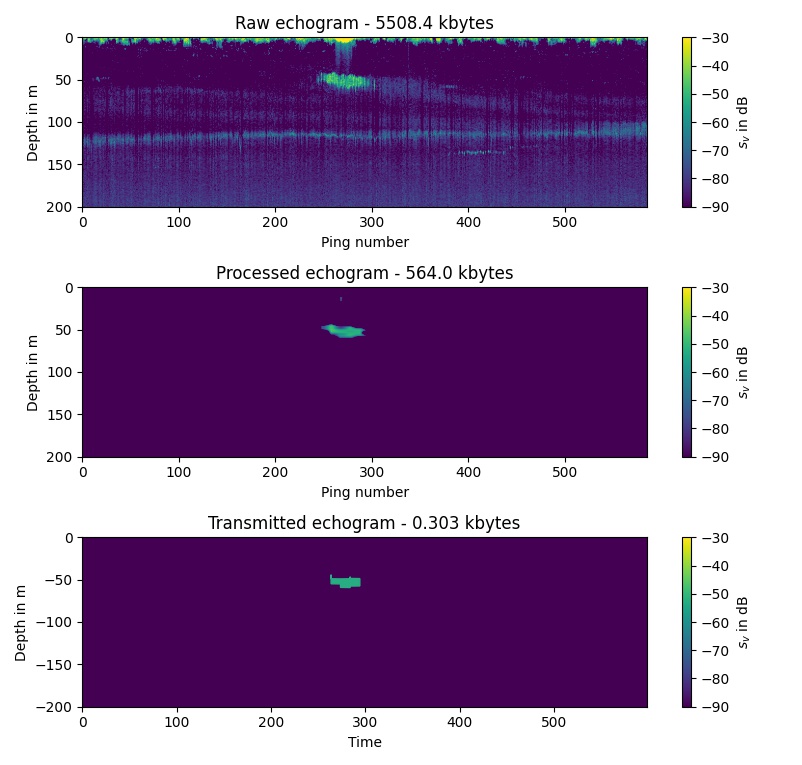 Raw echogram - 5508.4 kbytes
0
50
100
150
200
Depth in m
0 100 200 300 400 500
Ping number
−30
−40
−50
−60
−70
−80
−90
sv in dB
Processed echogram - 564.0 kbytes
0
50
100
150
200
Depth in m
0 100 200 300 400 500
Ping number
−30
−40
−50
−60
−70
−80
−90
sv in dB
Transmitted echogram - 0.303 kbytes
0
−50
−100
−150
−200
Depth in m
0 100 200 300 400 500
Time
−30
−40
−50
−60
−70
−80
−90
sv in dB